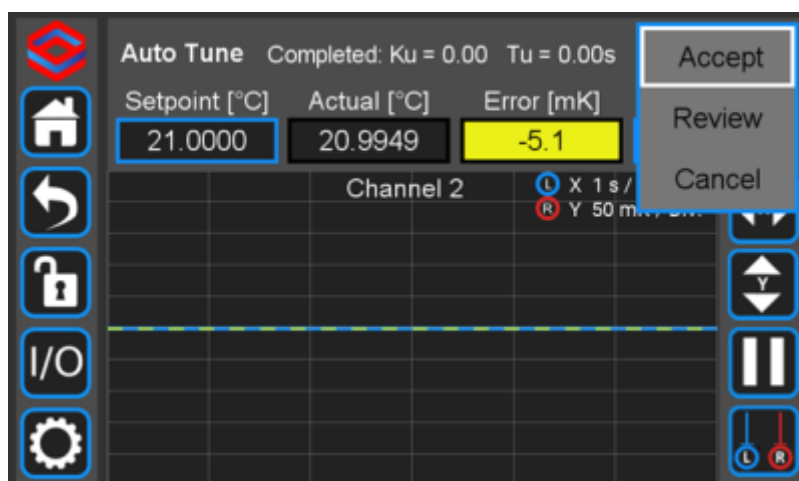 Auto Tune Completed: Ku = 0.00 Tu = 0.00s
Accept
Setpoint [°C] Actual [°C] Error [mK]
Review
21.0000 20.9949 -5.1
Cancel
Channel 2
L X 1 s /
R Y 50
Y
I/O
L R